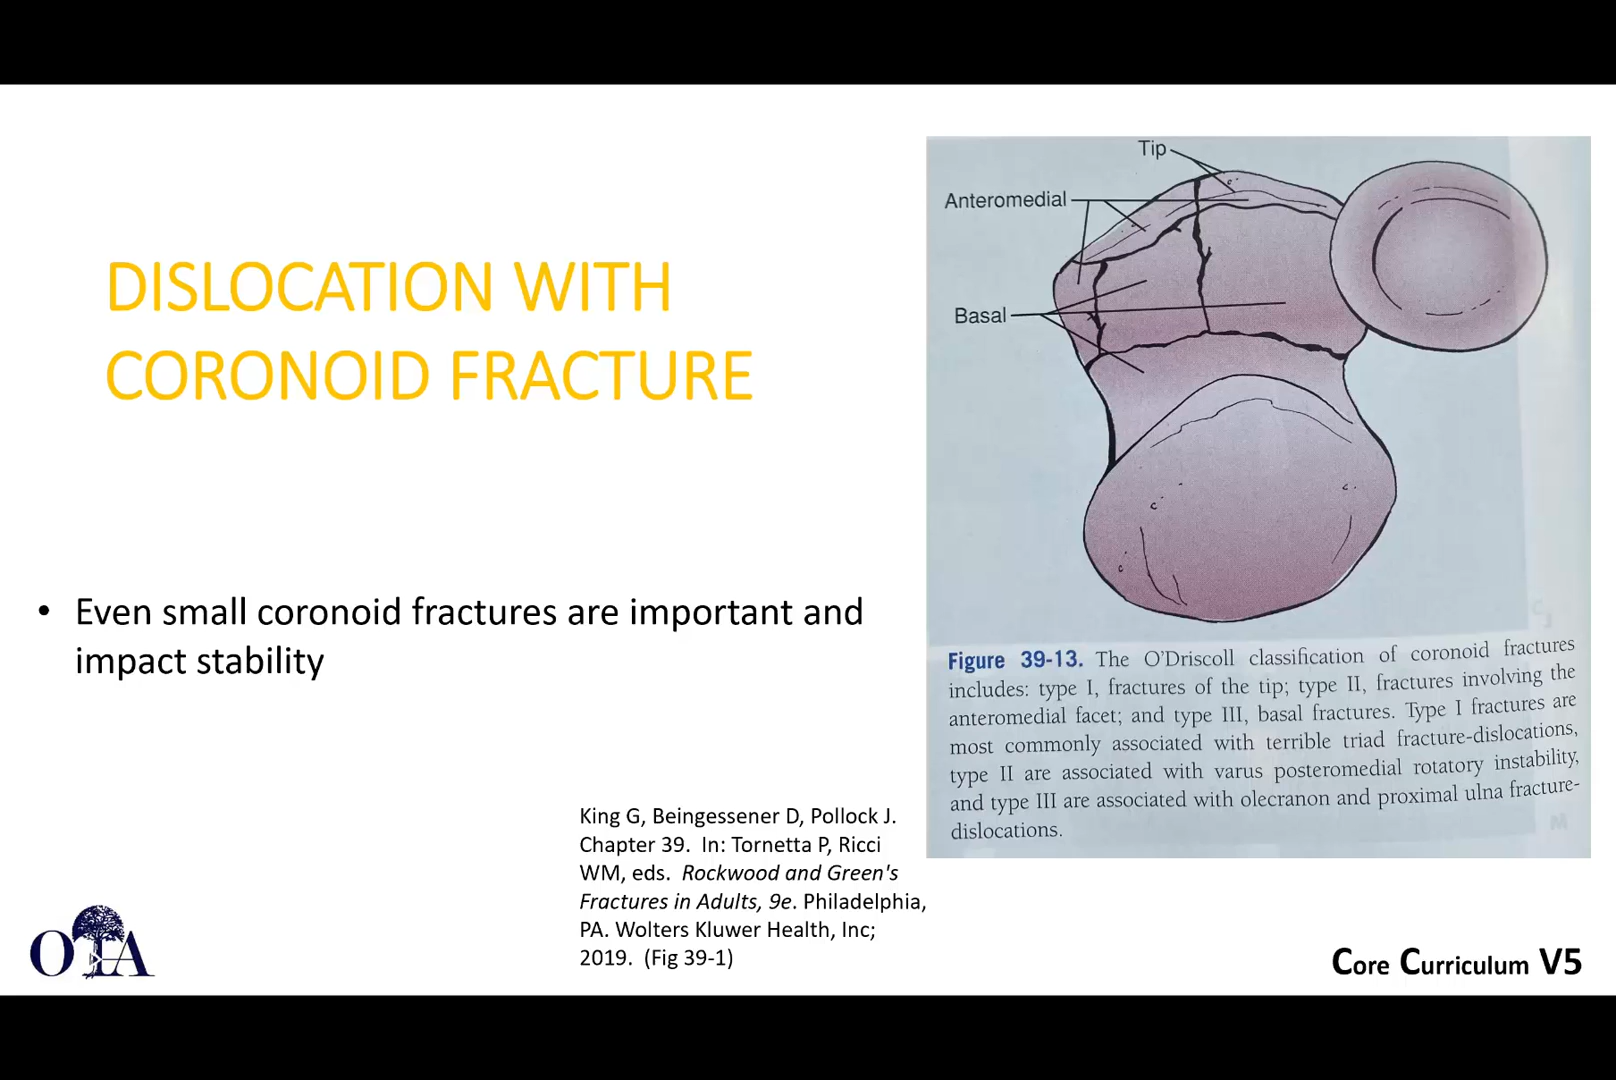 DISLOCATION WITH
CORONOID FRACTURE
• Even small coronoid fractures are important and
impact stability
Tip
Anteromedial
Basal
Figure 39-13. The O'Driscoll classification of coronoid fractures
includes: type I, fractures of the tip; type II, fractures involving the
anteromedial facet; and type III, basal fractures. Type I fractures are
most commonly associated with terrible triad fracture-dislocations,
type II are associated with varus posteromedial rotatory instability,
and type III are associated with olecranon and proximal ulna fracture-
dislocations.
King G, Beingessener D, Pollock J.
Chapter 39. In: Tornetta P, Ricci
WM, eds. Rockwood and Green's
Fractures in Adults, 9e. Philadelphia,
PA. Wolters Kluwer Health, Inc;
2019. (Fig 39-1)
OTA
Core Curriculum V5